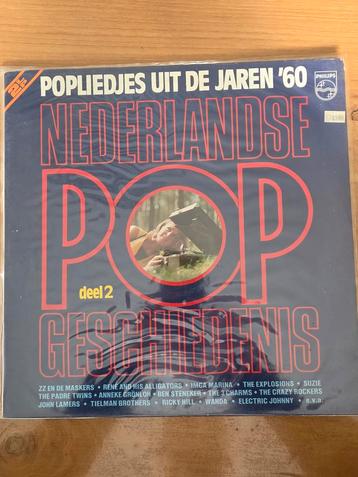 2LP
POPLIEDJES UIT DE JAREN '60
PHILIPS
NEDERLANDSE
POP
deel 2
GESCHIEDENIS
ZZ EN DE MASKERS • RENÉ AND HIS ALLIGATORS • IMCA MARINA • THE EXPLOSIONS • SUZIE
THE PADRE TWINS • ANNEKE GRÖNLOH • BEN STENEKER • THE 3 CHARMS • THE CRAZY ROCKERS
JOHN LAMERS • TIELMAN BROTHERS • RICKY HILL • WANDA • ELECTRIC JOHNNY • e.v.a.